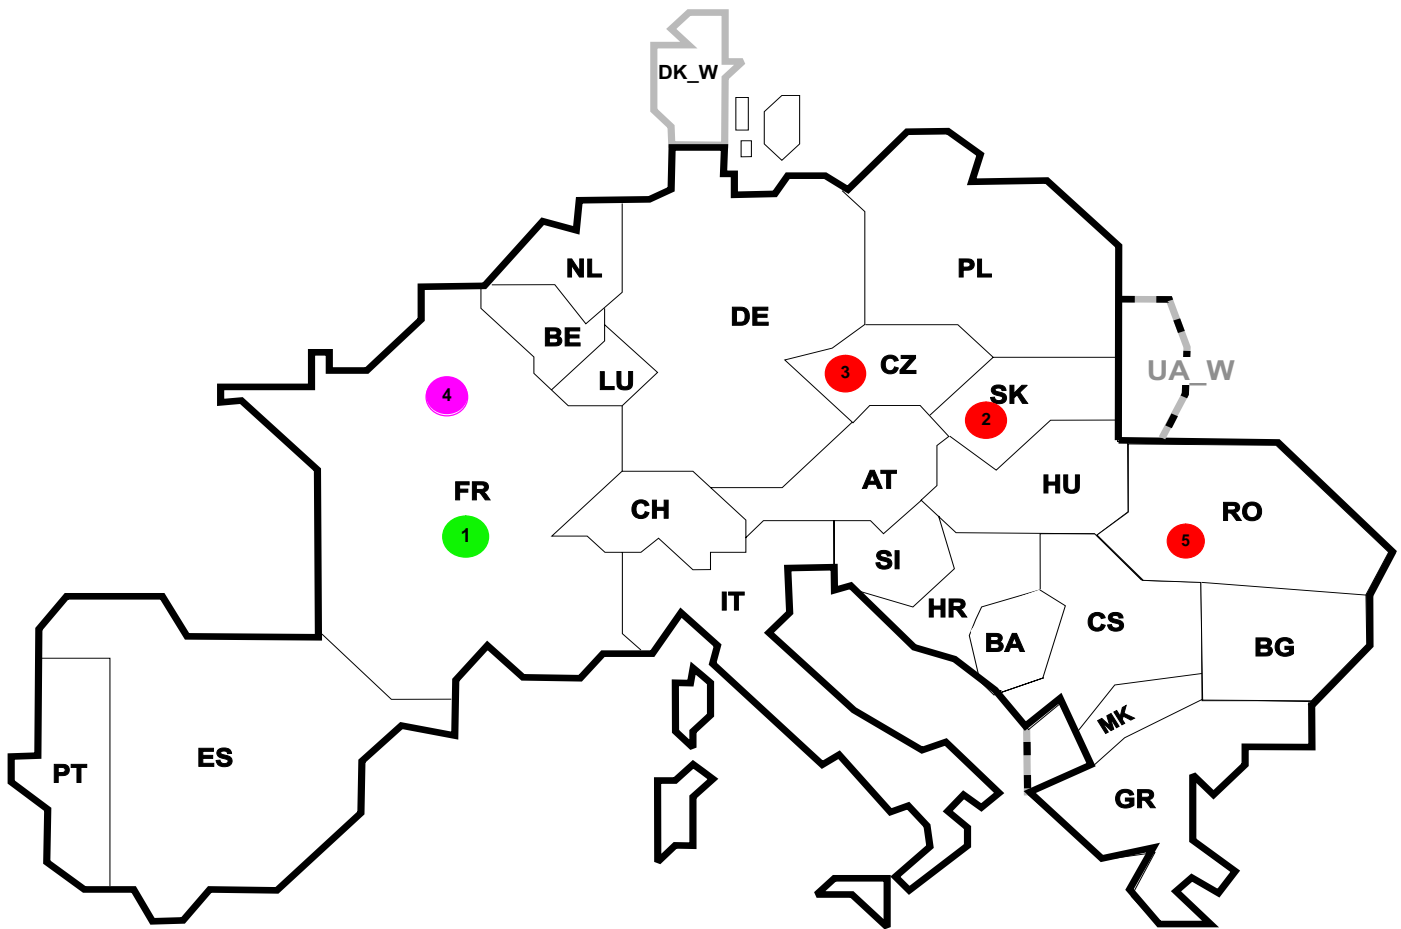 DK_W
NL
PL
DE
BE
CZ
UA_W
LU
3
SK
4
2
FR
AT
HU
CH
RO
1
5
SI
IT
HR
CS
BA
BG
MK
ES
PT
GR